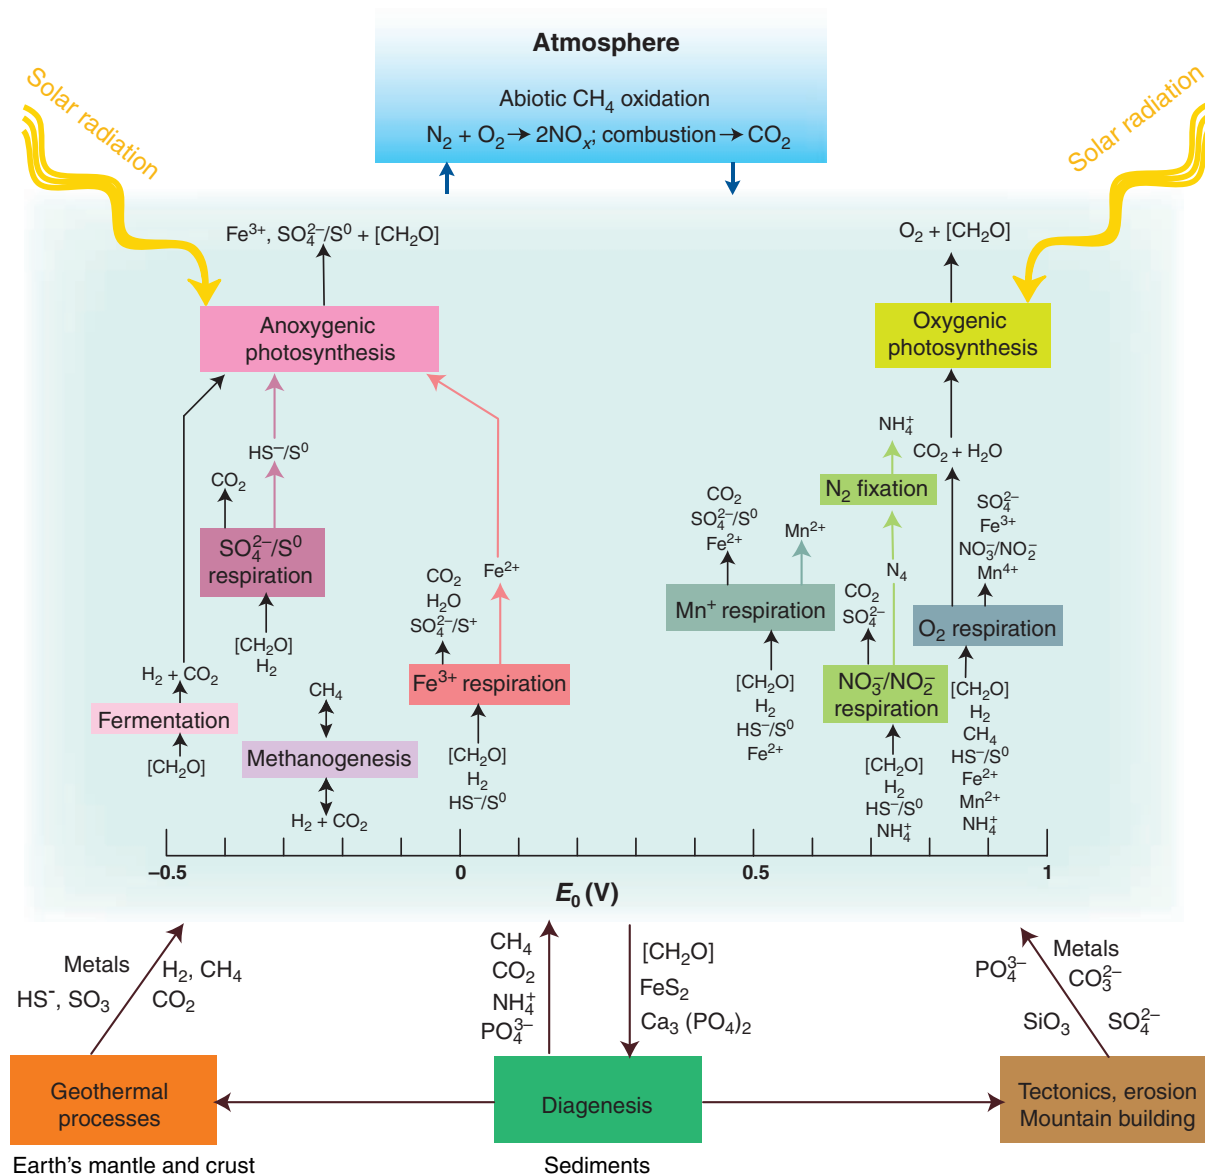 Atmosphere
Abiotic CH₄ oxidation
N₂ + O₂ → 2NOₓ; combustion → CO₂
Solar radiation
Solar radiation
Fe³⁺, SO₄²⁻/S⁰ + [CH₂O]
O₂ + [CH₂O]
Anoxygenic
photosynthesis
Oxygenic
photosynthesis
HS⁻/S⁰
CO₂
SO₄²⁻/S⁰
respiration
[CH₂O]
H₂
H₂ + CO₂
Fermentation
[CH₂O]
CH₄
Methanogenesis
H₂ + CO₂
Fe²⁺
CO₂
H₂O
SO₄²⁻/S⁺
Fe³⁺ respiration
[CH₂O]
H₂
HS⁻/S⁰
CO₂
SO₄²⁻/S⁰
Fe²⁺
Mn²⁺
Mn⁺ respiration
[CH₂O]
H₂
HS⁻/S⁰
Fe²⁺
NH₄⁺
N₂ fixation
N₄
CO₂
SO₄²⁻
NO₃⁻/NO₂⁻
respiration
[CH₂O]
H₂
HS⁻/S⁰
NH₄⁺
CO₂ + H₂O
SO₄²⁻
Fe³⁺
NO₃⁻/NO₂⁻
Mn⁴⁺
O₂ respiration
[CH₂O]
H₂
CH₄
HS⁻/S⁰
Fe²⁺
Mn²⁺
NH₄⁺
–0.5
0
0.5
1
E₀ (V)
Metals
HS⁻, SO₃
H₂, CH₄
CO₂
CH₄
CO₂
NH₄⁺
PO₄³⁻
[CH₂O]
FeS₂
Ca₃ (PO₄)₂
PO₄³⁻
Metals
CO₃²⁻
SiO₃
SO₄²⁻
Geothermal
processes
Diagenesis
Tectonics, erosion
Mountain building
Earth's mantle and crust
Sediments